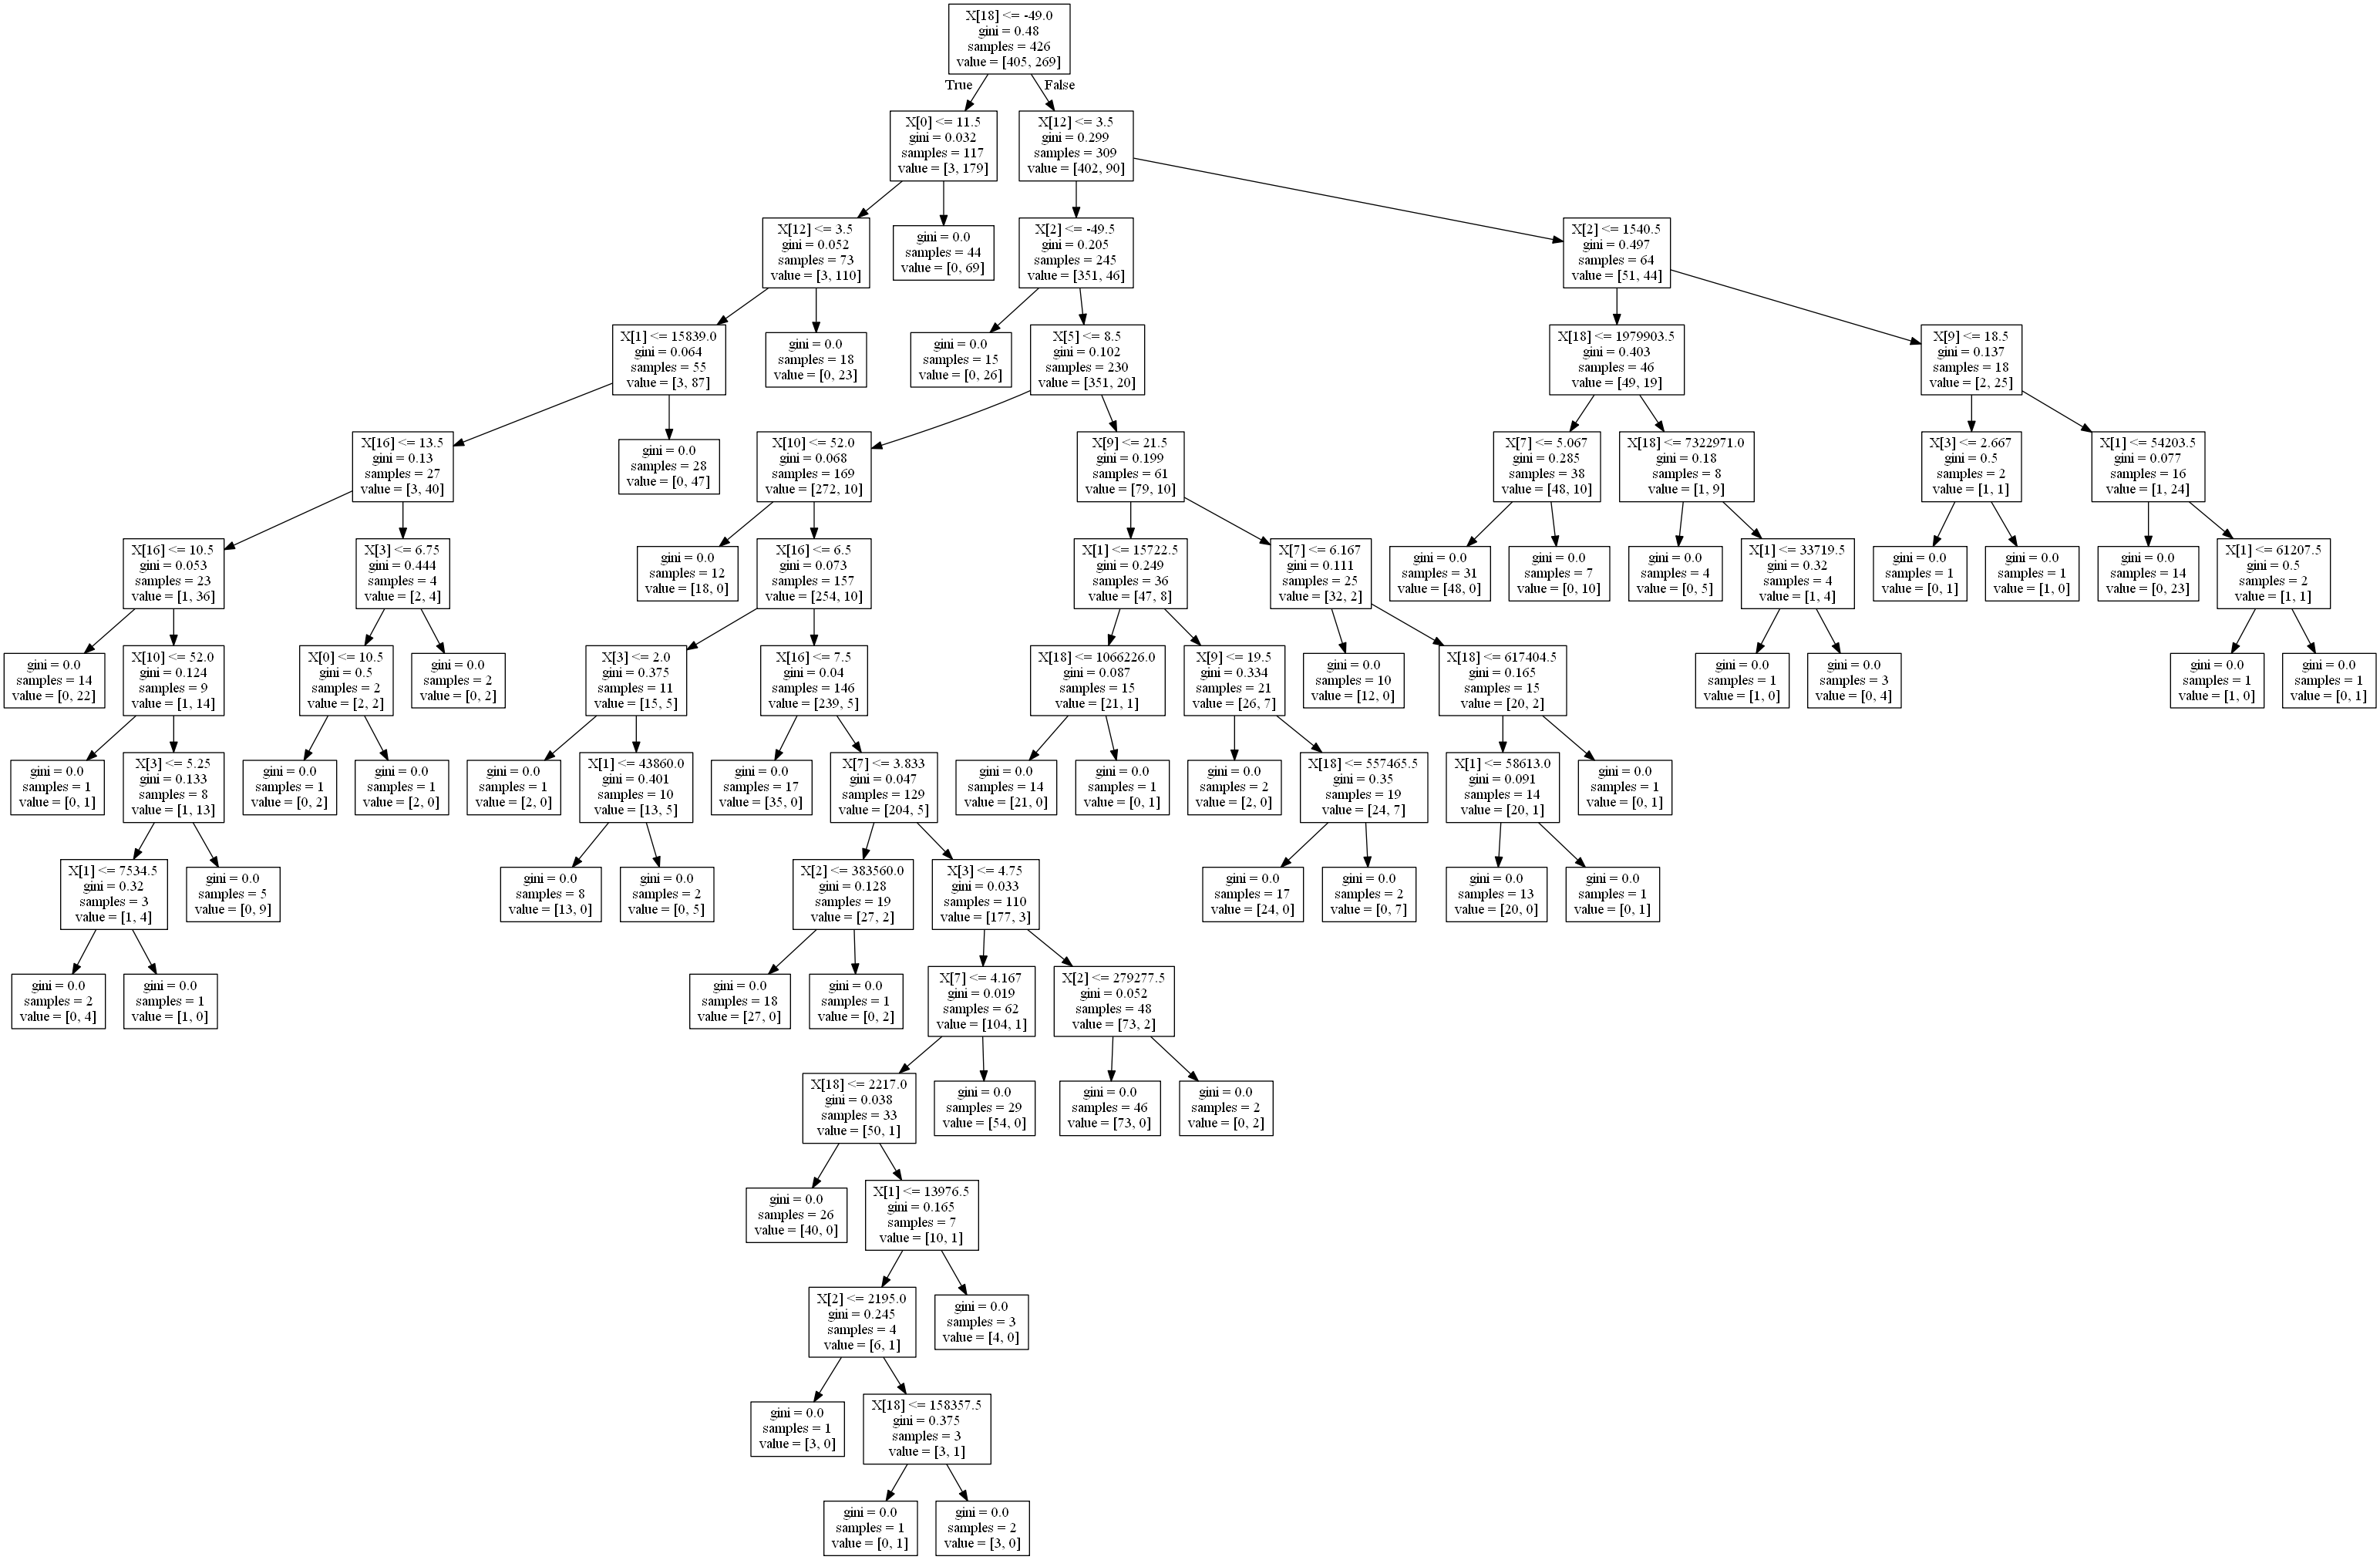 X[18] <= -49.0
gini = 0.48
samples = 426
value = [405, 269]
True
False
X[0] <= 11.5
gini = 0.032
samples = 117
value = [3, 179]
X[12] <= 3.5
gini = 0.299
samples = 309
value = [402, 90]
X[12] <= 3.5
gini = 0.052
samples = 73
value = [3, 110]
gini = 0.0
samples = 44
value = [0, 69]
X[2] <= -49.5
gini = 0.205
samples = 245
value = [351, 46]
X[2] <= 1540.5
gini = 0.497
samples = 64
value = [51, 44]
X[1] <= 15839.0
gini = 0.064
samples = 55
value = [3, 87]
gini = 0.0
samples = 18
value = [0, 23]
gini = 0.0
samples = 15
value = [0, 26]
X[5] <= 8.5
gini = 0.102
samples = 230
value = [351, 20]
X[18] <= 1979903.5
gini = 0.403
samples = 46
value = [49, 19]
X[9] <= 18.5
gini = 0.137
samples = 18
value = [2, 25]
X[16] <= 13.5
gini = 0.13
samples = 27
value = [3, 40]
gini = 0.0
samples = 28
value = [0, 47]
X[10] <= 52.0
gini = 0.068
samples = 169
value = [272, 10]
X[9] <= 21.5
gini = 0.199
samples = 61
value = [79, 10]
X[7] <= 5.067
gini = 0.285
samples = 38
value = [48, 10]
X[18] <= 7322971.0
gini = 0.18
samples = 8
value = [1, 9]
X[3] <= 2.667
gini = 0.5
samples = 2
value = [1, 1]
X[1] <= 54203.5
gini = 0.077
samples = 16
value = [1, 24]
X[16] <= 10.5
gini = 0.053
samples = 23
value = [1, 36]
X[3] <= 6.75
gini = 0.444
samples = 4
value = [2, 4]
gini = 0.0
samples = 12
value = [18, 0]
X[16] <= 6.5
gini = 0.073
samples = 157
value = [254, 10]
X[1] <= 15722.5
gini = 0.249
samples = 36
value = [47, 8]
X[7] <= 6.167
gini = 0.111
samples = 25
value = [32, 2]
gini = 0.0
samples = 31
value = [48, 0]
gini = 0.0
samples = 7
value = [0, 10]
gini = 0.0
samples = 4
value = [0, 5]
X[1] <= 33719.5
gini = 0.32
samples = 4
value = [1, 4]
gini = 0.0
samples = 1
value = [0, 1]
gini = 0.0
samples = 1
value = [1, 0]
gini = 0.0
samples = 14
value = [0, 23]
X[1] <= 61207.5
gini = 0.5
samples = 2
value = [1, 1]
gini = 0.0
samples = 14
value = [0, 22]
X[10] <= 52.0
gini = 0.124
samples = 9
value = [1, 14]
X[0] <= 10.5
gini = 0.5
samples = 2
value = [2, 2]
gini = 0.0
samples = 2
value = [0, 2]
X[3] <= 2.0
gini = 0.375
samples = 11
value = [15, 5]
X[16] <= 7.5
gini = 0.04
samples = 146
value = [239, 5]
X[18] <= 1066226.0
gini = 0.087
samples = 15
value = [21, 1]
X[9] <= 19.5
gini = 0.334
samples = 21
value = [26, 7]
gini = 0.0
samples = 10
value = [12, 0]
X[18] <= 617404.5
gini = 0.165
samples = 15
value = [20, 2]
gini = 0.0
samples = 1
value = [1, 0]
gini = 0.0
samples = 3
value = [0, 4]
gini = 0.0
samples = 1
value = [1, 0]
gini = 0.0
samples = 1
value = [0, 1]
gini = 0.0
samples = 1
value = [0, 1]
X[3] <= 5.25
gini = 0.133
samples = 8
value = [1, 13]
gini = 0.0
samples = 1
value = [0, 2]
gini = 0.0
samples = 1
value = [2, 0]
gini = 0.0
samples = 1
value = [2, 0]
X[1] <= 43860.0
gini = 0.401
samples = 10
value = [13, 5]
gini = 0.0
samples = 17
value = [35, 0]
X[7] <= 3.833
gini = 0.047
samples = 129
value = [204, 5]
gini = 0.0
samples = 14
value = [21, 0]
gini = 0.0
samples = 1
value = [0, 1]
gini = 0.0
samples = 2
value = [2, 0]
X[18] <= 557465.5
gini = 0.35
samples = 19
value = [24, 7]
X[1] <= 58613.0
gini = 0.091
samples = 14
value = [20, 1]
gini = 0.0
samples = 1
value = [0, 1]
X[1] <= 7534.5
gini = 0.32
samples = 3
value = [1, 4]
gini = 0.0
samples = 5
value = [0, 9]
gini = 0.0
samples = 8
value = [13, 0]
gini = 0.0
samples = 2
value = [0, 5]
X[2] <= 383560.0
gini = 0.128
samples = 19
value = [27, 2]
X[3] <= 4.75
gini = 0.033
samples = 110
value = [177, 3]
gini = 0.0
samples = 17
value = [24, 0]
gini = 0.0
samples = 2
value = [0, 7]
gini = 0.0
samples = 13
value = [20, 0]
gini = 0.0
samples = 1
value = [0, 1]
gini = 0.0
samples = 2
value = [0, 4]
gini = 0.0
samples = 1
value = [1, 0]
gini = 0.0
samples = 18
value = [27, 0]
gini = 0.0
samples = 1
value = [0, 2]
X[7] <= 4.167
gini = 0.019
samples = 62
value = [104, 1]
X[2] <= 279277.5
gini = 0.052
samples = 48
value = [73, 2]
X[18] <= 2217.0
gini = 0.038
samples = 33
value = [50, 1]
gini = 0.0
samples = 29
value = [54, 0]
gini = 0.0
samples = 46
value = [73, 0]
gini = 0.0
samples = 2
value = [0, 2]
gini = 0.0
samples = 26
value = [40, 0]
X[1] <= 13976.5
gini = 0.165
samples = 7
value = [10, 1]
X[2] <= 2195.0
gini = 0.245
samples = 4
value = [6, 1]
gini = 0.0
samples = 3
value = [4, 0]
gini = 0.0
samples = 1
value = [3, 0]
X[18] <= 158357.5
gini = 0.375
samples = 3
value = [3, 1]
gini = 0.0
samples = 1
value = [0, 1]
gini = 0.0
samples = 2
value = [3, 0]